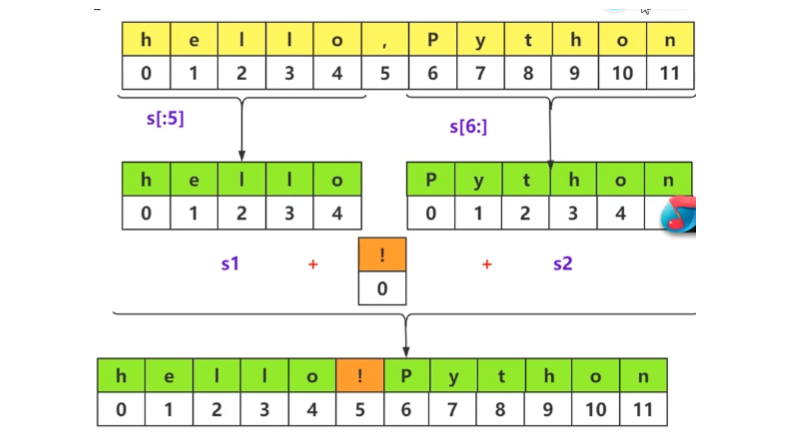 h e l l o , P y t h o n
0 1 2 3 4 5 6 7 8 9 10 11
s[:5]
s[6:]
h e l l o P y t h o n
0 1 2 3 4 0 1 2 3 4
s1 + ! + s2
0
h e l l o ! P y t h o n
0 1 2 3 4 5 6 7 8 9 10 11